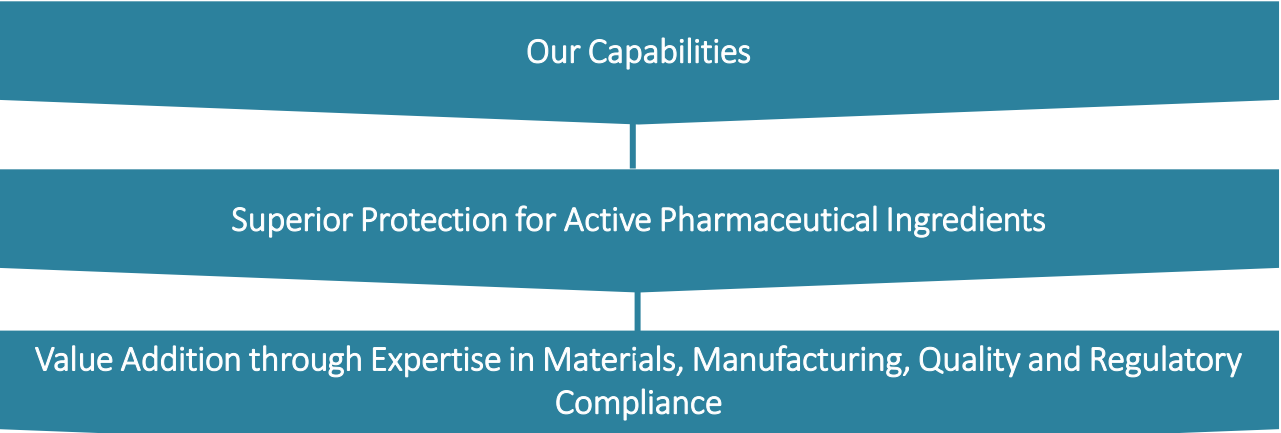 Our Capabilities
Superior Protection for Active Pharmaceutical Ingredients
Value Addition through Expertise in Materials, Manufacturing, Quality and Regulatory
Compliance